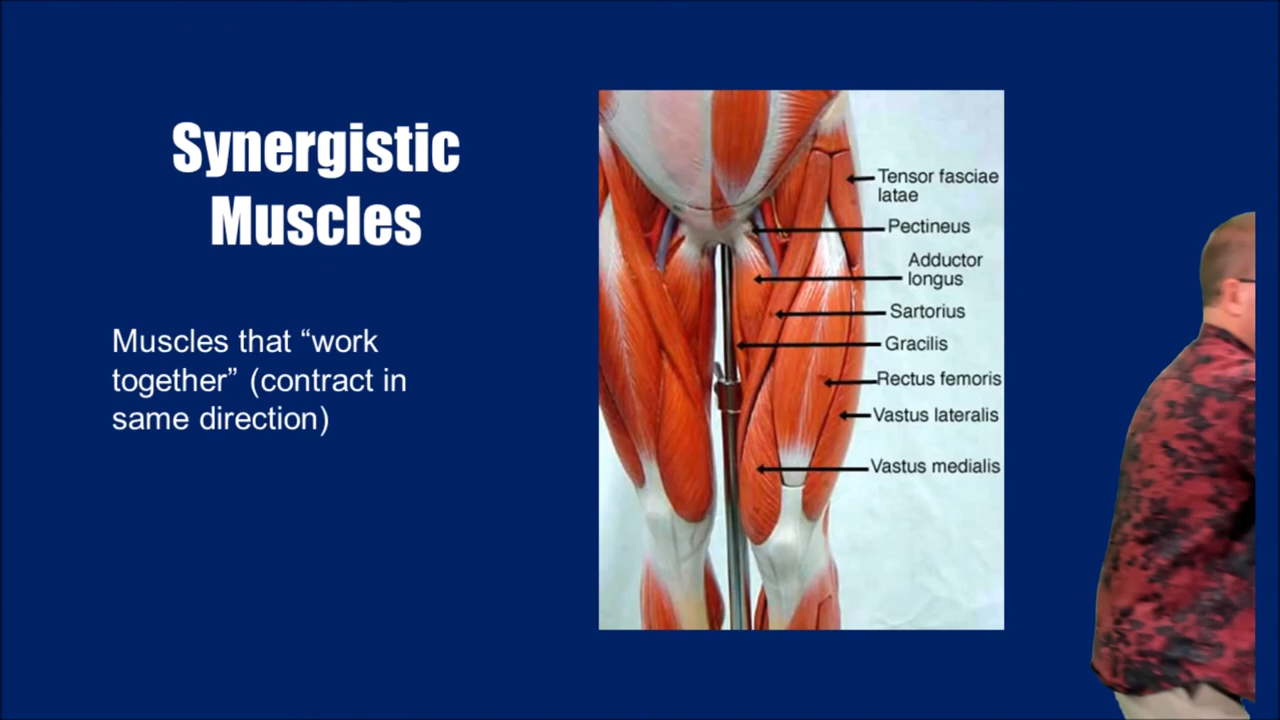 Synergistic
Muscles
Muscles that “work
together” (contract in
same direction)
Tensor fasciae
latae
Pectineus
Adductor
longus
Sartorius
Gracilis
Rectus femoris
Vastus lateralis
Vastus medialis